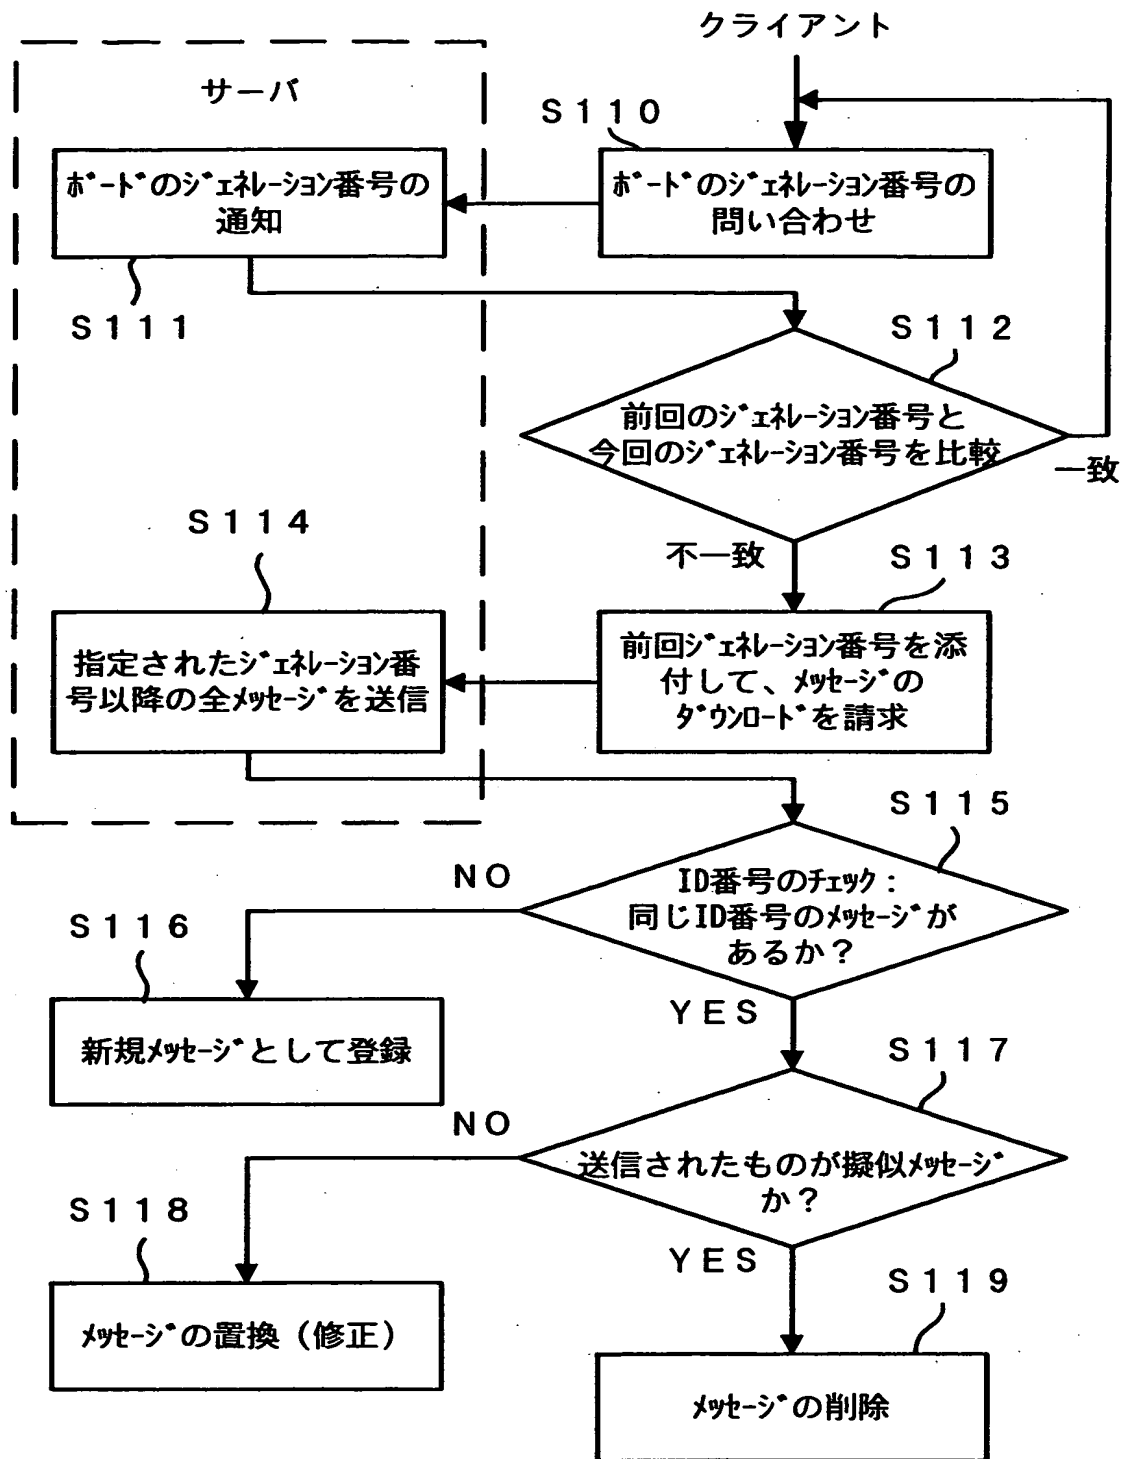 クライアント
サーバ
S110
ボードのジェネレーション番号の
通知
ボードのジェネレーション番号の
問い合わせ
S111
S112
前回のジェネレーション番号と
今回のジェネレーション番号を比較
一致
S114
不一致
S113
指定されたジェネレーション番
号以降の全メッセージを送信
前回ジェネレーション番号を添
付して、メッセージの
ダウンロードを請求
S115
NO
ID番号のチェック:
同じID番号のメッセージが
あるか?
S116
YES
新規メッセージとして登録
S117
NO
送信されたものが擬似メッセージ
か?
S118
YES
S119
メッセージの置換(修正)
メッセージの削除